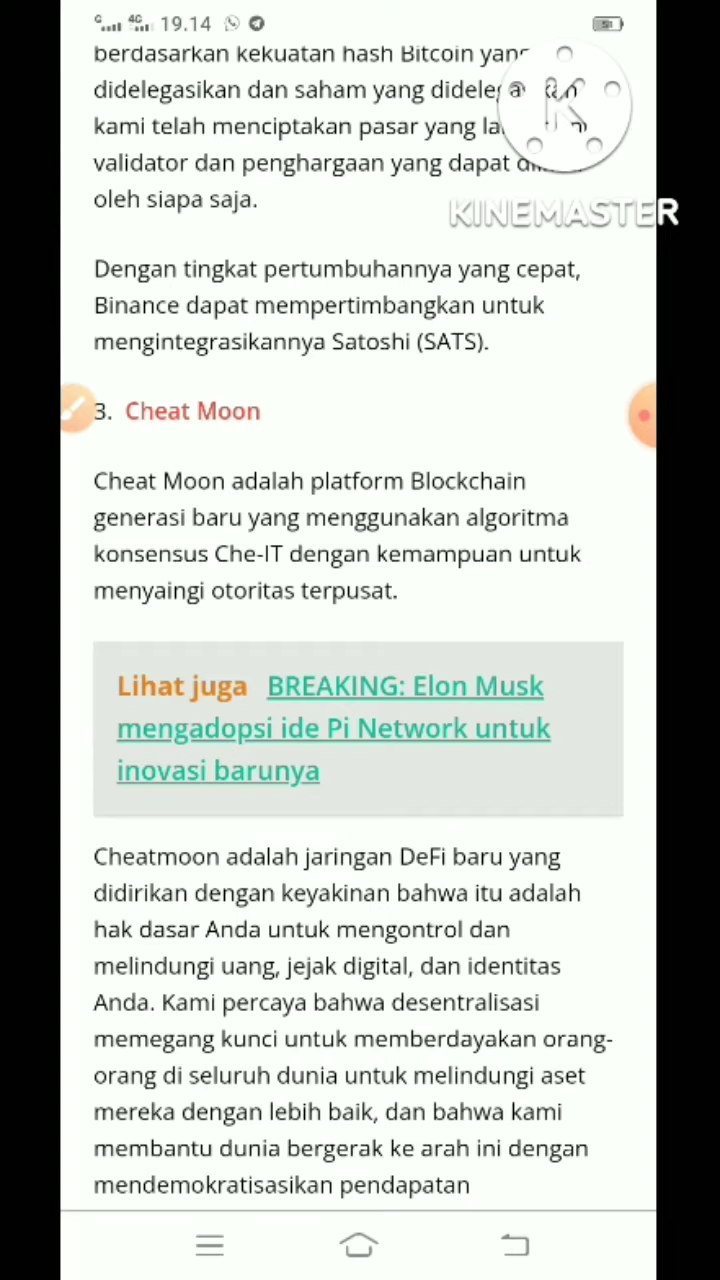 19.14
berdasarkan kekuatan hash Bitcoin yang
didelegasikan dan saham yang
kami telah menciptakan pasar yang
validator dan penghargaan yang dapat
oleh siapa saja.
KINEMASTER
Dengan tingkat pertumbuhannya yang cepat,
Binance dapat mempertimbangkan untuk
mengintegrasikannya Satoshi (SATS).
3. Cheat Moon
Cheat Moon adalah platform Blockchain
generasi baru yang menggunakan algoritma
konsensus Che-IT dengan kemampuan untuk
menyaingi otoritas terpusat.
Lihat juga BREAKING: Elon Musk
mengadopsi ide Pi Network untuk
inovasi barunya
Cheatmoon adalah jaringan DeFi baru yang
didirikan dengan keyakinan bahwa itu adalah
hak dasar Anda untuk mengontrol dan
melindungi uang, jejak digital, dan identitas
Anda. Kami percaya bahwa desentralisasi
memegang kunci untuk memberdayakan orang-
orang di seluruh dunia untuk melindungi aset
mereka dengan lebih baik, dan bahwa kami
membantu dunia bergerak ke arah ini dengan
mendemokratisasikan pendapatan